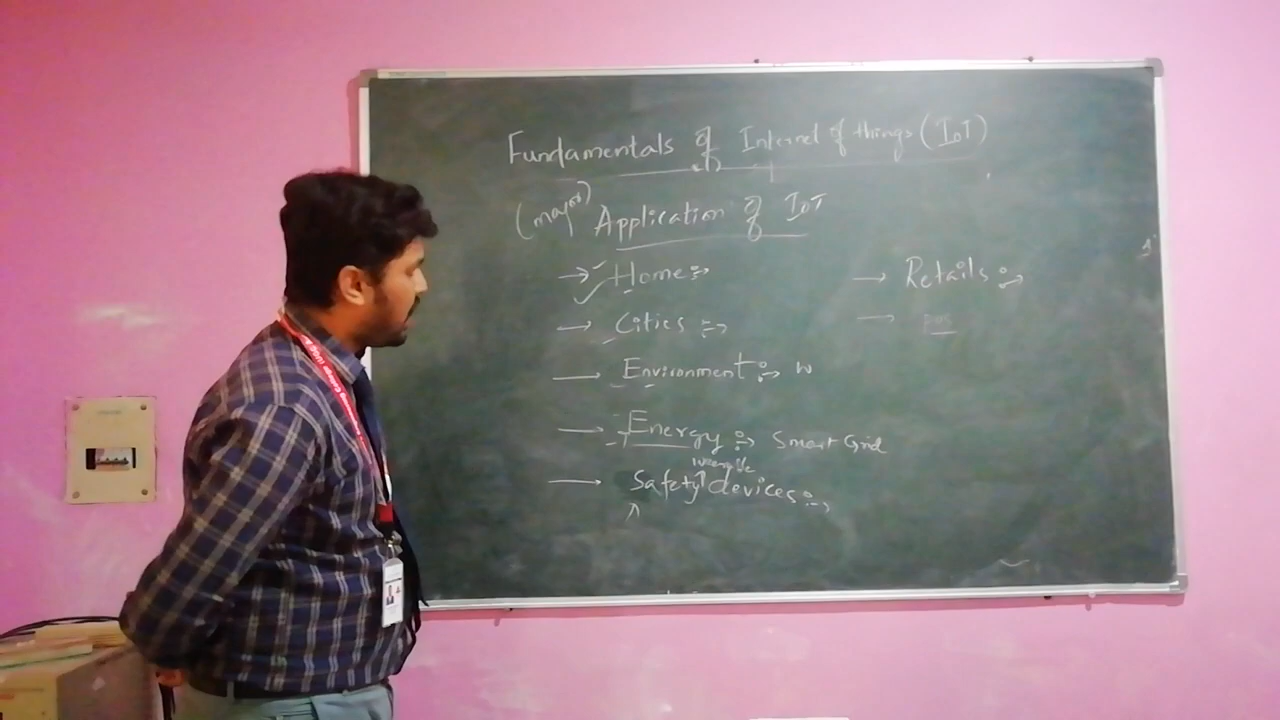 Fundamentals of Internet of things (IoT)
(major) Application of IoT
→ Home :→
→ Cities :→
→ Environment :→ W
→ Energy :→ Smart Grid
→ Safety devices :→
→ Retails :→